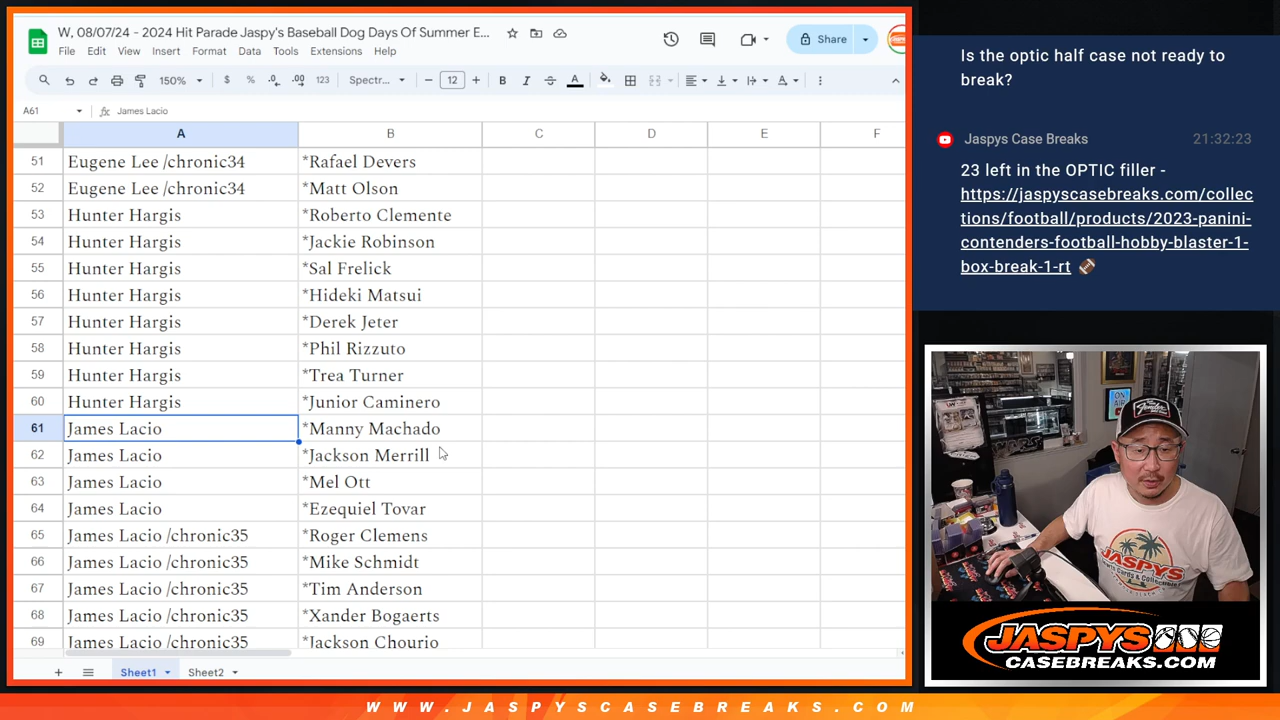 W, 08/07/24 - 2024 Hit Parade Jaspy's Baseball Dog Days Of Summer E...
File Edit View Insert Format Data Tools Extensions
Share
150% $ % .0 .00 123 Spectr... 12 B I A
A61 James Lacio
A B C D E F
51 Eugene Lee /chronic34 *Rafael Devers
52 Eugene Lee /chronic34 *Matt Olson
53 Hunter Hargis *Roberto Clemente
54 Hunter Hargis *Jackie Robinson
55 Hunter Hargis *Sal Frelick
56 Hunter Hargis *Hideki Matsui
57 Hunter Hargis *Derek Jeter
58 Hunter Hargis *Phil Rizzuto
59 Hunter Hargis *Trea Turner
60 Hunter Hargis *Junior Caminero
61 James Lacio *Manny Machado
62 James Lacio *Jackson Merrill
63 James Lacio *Mel Ott
64 James Lacio *Ezequiel Tovar
65 James Lacio /chronic35 *Roger Clemens
66 James Lacio /chronic35 *Mike Schmidt
67 James Lacio /chronic35 *Tim Anderson
68 James Lacio /chronic35 *Xander Bogaerts
69 James Lacio /chronic35 *Jackson Chourio
Sheet1 Sheet2
Is the optic half case not ready to
break?
Jaspys Case Breaks 21:32:23
23 left in the OPTIC filler -
https://jaspyscasebreaks.com/collec
tions/football/products/2023-panini-
contenders-football-hobby-blaster-1-
box-break-1-rt 🏈
ON AIR
Fender
JASPYS
JASPYS
CASEBREAKS.COM
WWW.JASPYSCASEBREAKS.COM